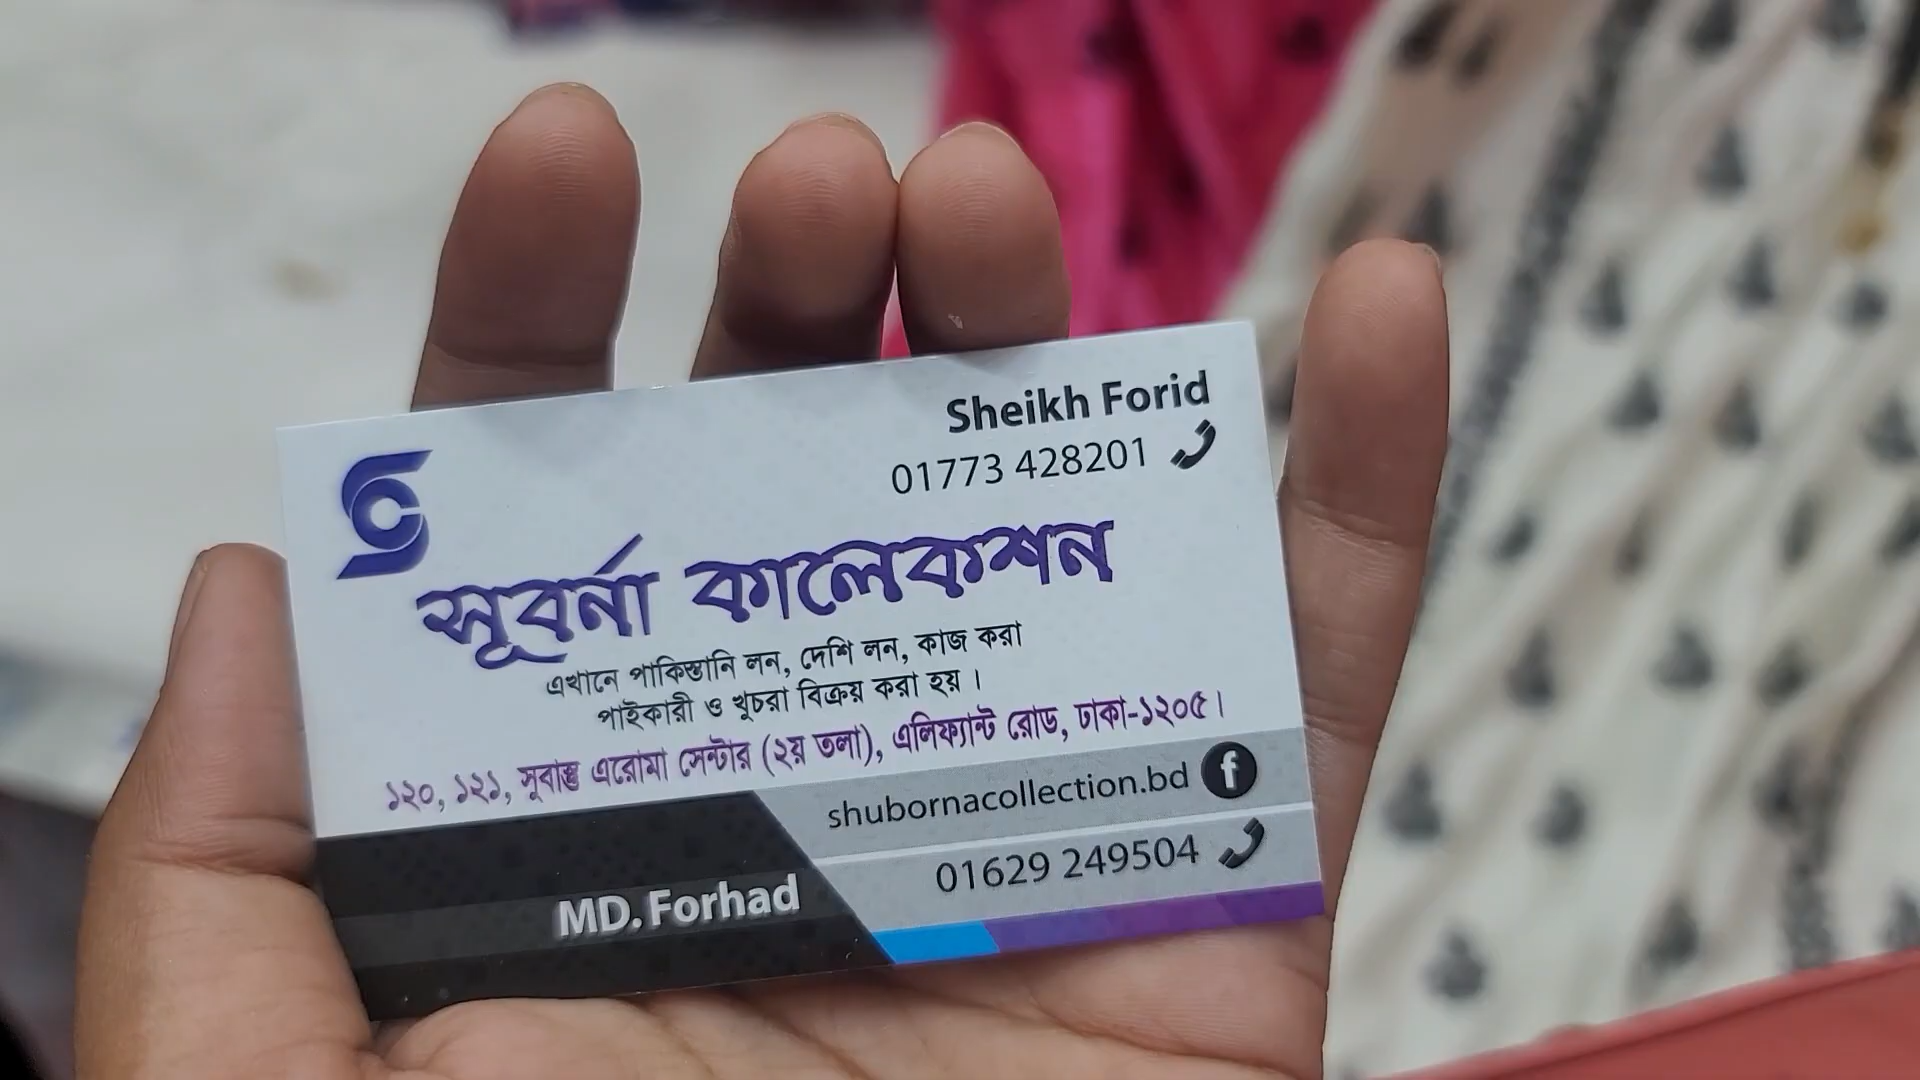 Sheikh Forid
01773 428201
সূবর্না কালেকশন
এখানে পাকিস্তানি লন, দেশি লন, কাজ করা
পাইকারী ও খুচরা বিক্রয় করা হয়।
১২০, ১২১, সূবাস্তু এরোমা সেন্টার (২য় তলা), এলিফ্যান্ট রোড, ঢাকা-১২০৫।
shubornacollection.bd
01629 249504
MD. Forhad